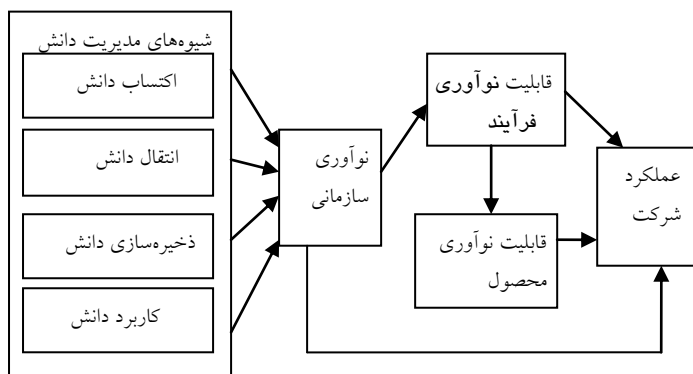 شیوه‌های مدیریت دانش
اکتساب دانش
انتقال دانش
ذخیره‌سازی دانش
کاربرد دانش
نوآوری
سازمانی
قابلیت نوآوری
فرآیند
قابلیت نوآوری
محصول
عملکرد
شرکت